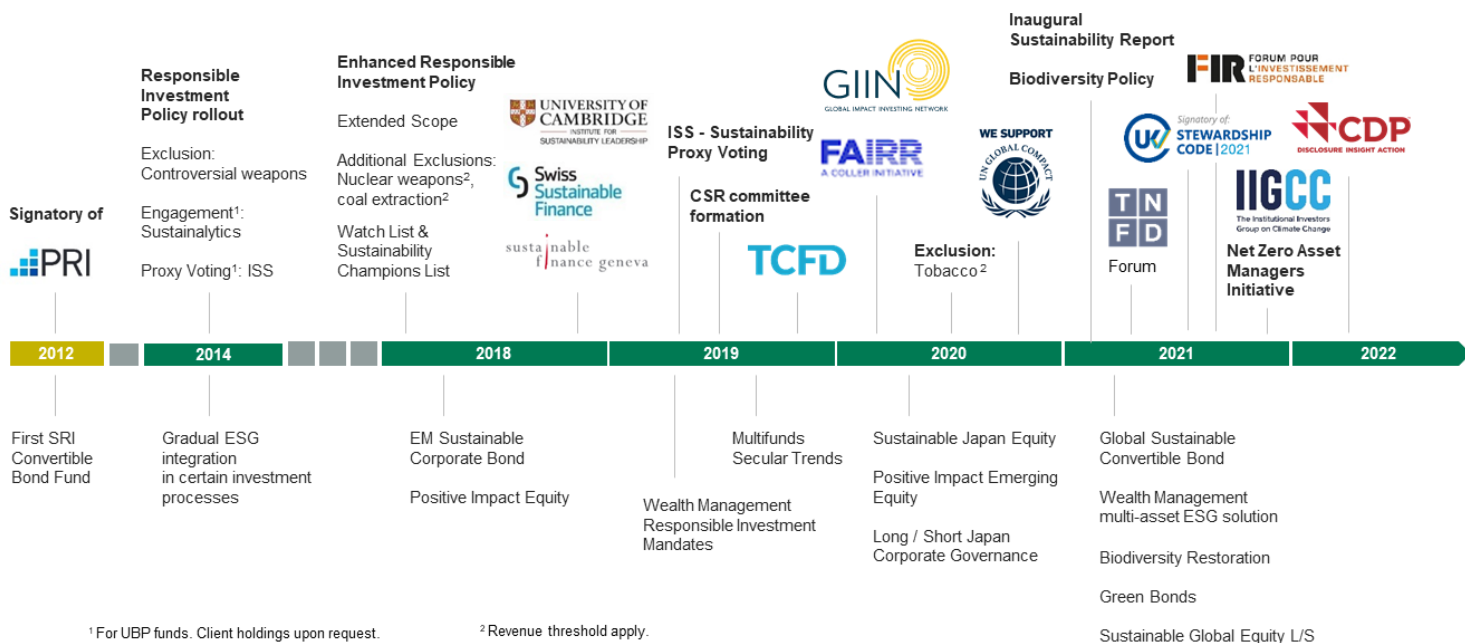 Signatory of
PRI
Responsible
Investment
Policy rollout
Exclusion:
Controversial weapons
Engagement¹:
Sustainalytics
Proxy Voting¹: ISS
Enhanced Responsible
Investment Policy
Extended Scope
Additional Exclusions:
Nuclear weapons²,
coal extraction²
Watch List &
Sustainability
Champions List
UNIVERSITY OF
CAMBRIDGE
INSTITUTE FOR
SUSTAINABILITY LEADERSHIP
Swiss
Sustainable
Finance
sustainable
finance geneva
ISS - Sustainability
Proxy Voting
CSR committee
formation
TCFD
GIIN
GLOBAL IMPACT INVESTING NETWORK
FAIRR
A COLLER INITIATIVE
Exclusion:
Tobacco²
WE SUPPORT
UN GLOBAL COMPACT
Inaugural
Sustainability Report
Biodiversity Policy
TN
FD
Forum
Signatory of:
UK STEWARDSHIP
CODE | 2021
FIR FORUM POUR
L'INVESTISSEMENT
RESPONSABLE
IIGCC
The Institutional Investors
Group on Climate Change
Net Zero Asset
Managers
Initiative
CDP
DISCLOSURE INSIGHT ACTION
2012
2014
2018
2019
2020
2021
2022
First SRI
Convertible
Bond Fund
Gradual ESG
integration
in certain investment
processes
EM Sustainable
Corporate Bond
Positive Impact Equity
Wealth Management
Responsible Investment
Mandates
Multifunds
Secular Trends
Sustainable Japan Equity
Positive Impact Emerging
Equity
Long / Short Japan
Corporate Governance
Global Sustainable
Convertible Bond
Wealth Management
multi-asset ESG solution
Biodiversity Restoration
Green Bonds
Sustainable Global Equity L/S
¹ For UBP funds. Client holdings upon request.
² Revenue threshold apply.